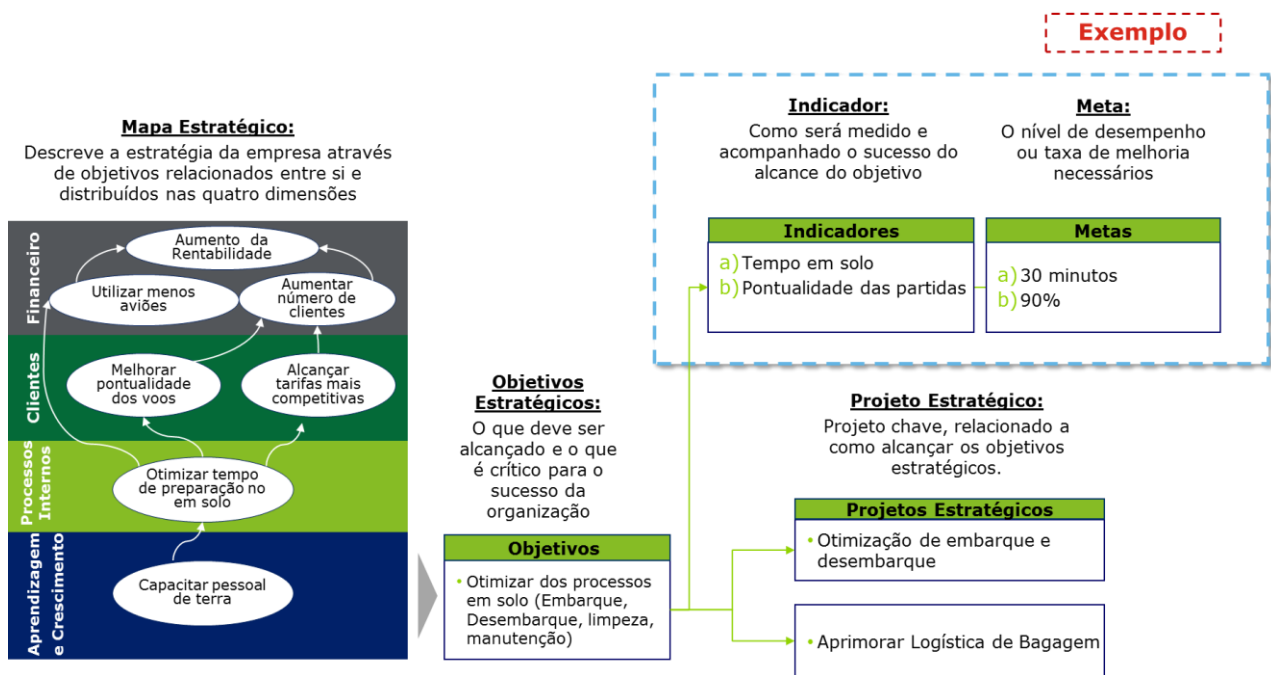 Exemplo
Mapa Estratégico:
Descreve a estratégia da empresa através
de objetivos relacionados entre si e
distribuídos nas quatro dimensões
Financeiro
Aumento da
Rentabilidade
Utilizar menos
aviões
Aumentar
número de
clientes
Clientes
Melhorar
pontualidade
dos voos
Alcançar
tarifas mais
competitivas
Processos
Internos
Otimizar tempo
de preparação no
em solo
Aprendizagem
e Crescimento
Capacitar pessoal
de terra
Objetivos
Estratégicos:
O que deve ser
alcançado e o que
é crítico para o
sucesso da
organização
Objetivos
• Otimizar dos processos
em solo (Embarque,
Desembarque, limpeza,
manutenção)
Indicador:
Como será medido e
acompanhado o sucesso do
alcance do objetivo
Indicadores
a) Tempo em solo
b) Pontualidade das partidas
Meta:
O nível de desempenho
ou taxa de melhoria
necessários
Metas
a) 30 minutos
b) 90%
Projeto Estratégico:
Projeto chave, relacionado a
como alcançar os objetivos
estratégicos.
Projetos Estratégicos
• Otimização de embarque e
desembarque
• Aprimorar Logística de Bagagem